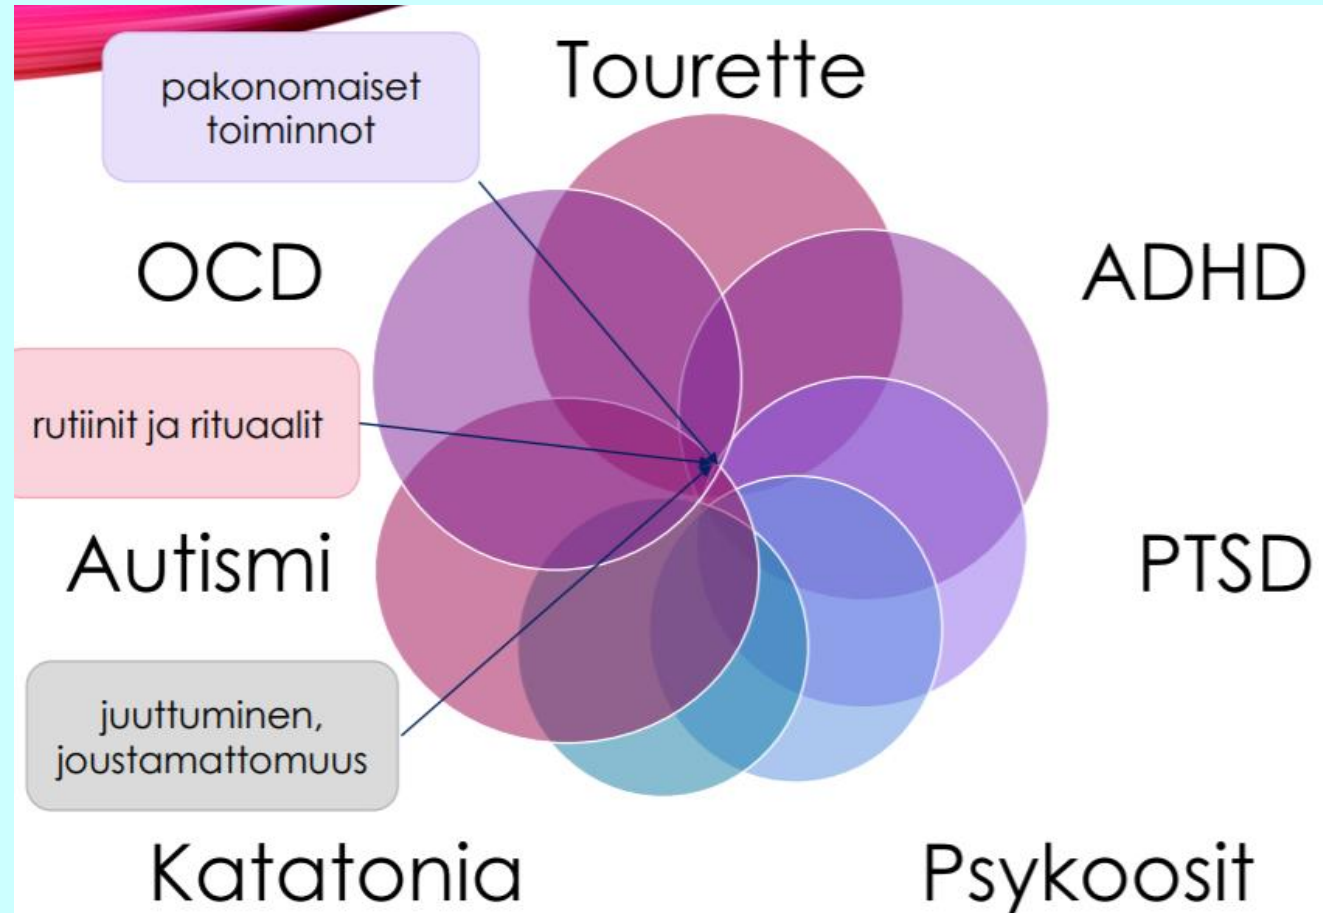 pakonomaiset
toiminnot
Tourette
OCD
ADHD
rutiinit ja rituaalit
Autismi
PTSD
juuttuminen,
joustamattomuus
Katatonia
Psykoosit